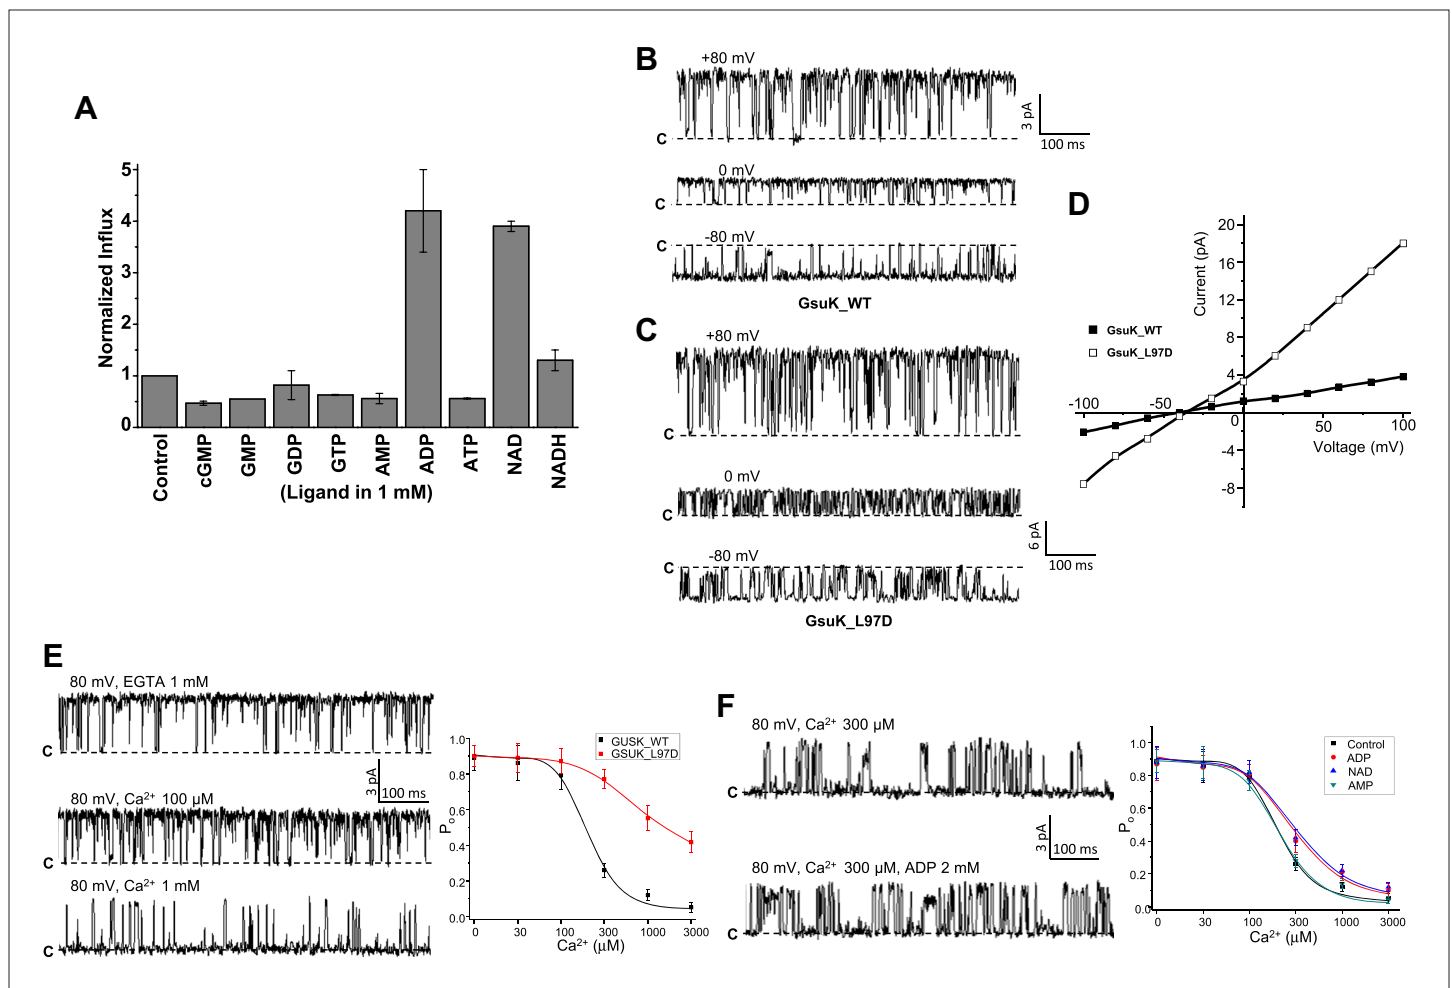 A
Normalized Influx
5
4
3
2
1
0
Control
cGMP
GMP
GDP
GTP
AMP
ADP
ATP
NAD
NADH
(Ligand in 1 mM)
B
+80 mV
C
3 pA
100 ms
0 mV
C
-80 mV
C
GsuK_WT
C
+80 mV
C
0 mV
C
6 pA
100 ms
-80 mV
C
GsuK_L97D
D
Current (pA)
20
16
12
8
4
-4
-8
-100
-50
0
50
100
Voltage (mV)
GsuK_WT
GsuK_L97D
E
80 mV, EGTA 1 mM
C
3 pA
100 ms
80 mV, Ca²⁺ 100 µM
C
80 mV, Ca²⁺ 1 mM
C
Pₒ
1.0
0.8
0.6
0.4
0.2
0.0
0
30
100
300
1000
3000
Ca²⁺ (µM)
GUSK_WT
GSUK_L97D
F
80 mV, Ca²⁺ 300 µM
C
3 pA
100 ms
80 mV, Ca²⁺ 300 µM, ADP 2 mM
C
Pₒ
1.0
0.8
0.6
0.4
0.2
0.0
0
30
100
300
1000
3000
Ca²⁺ (µM)
Control
ADP
NAD
AMP